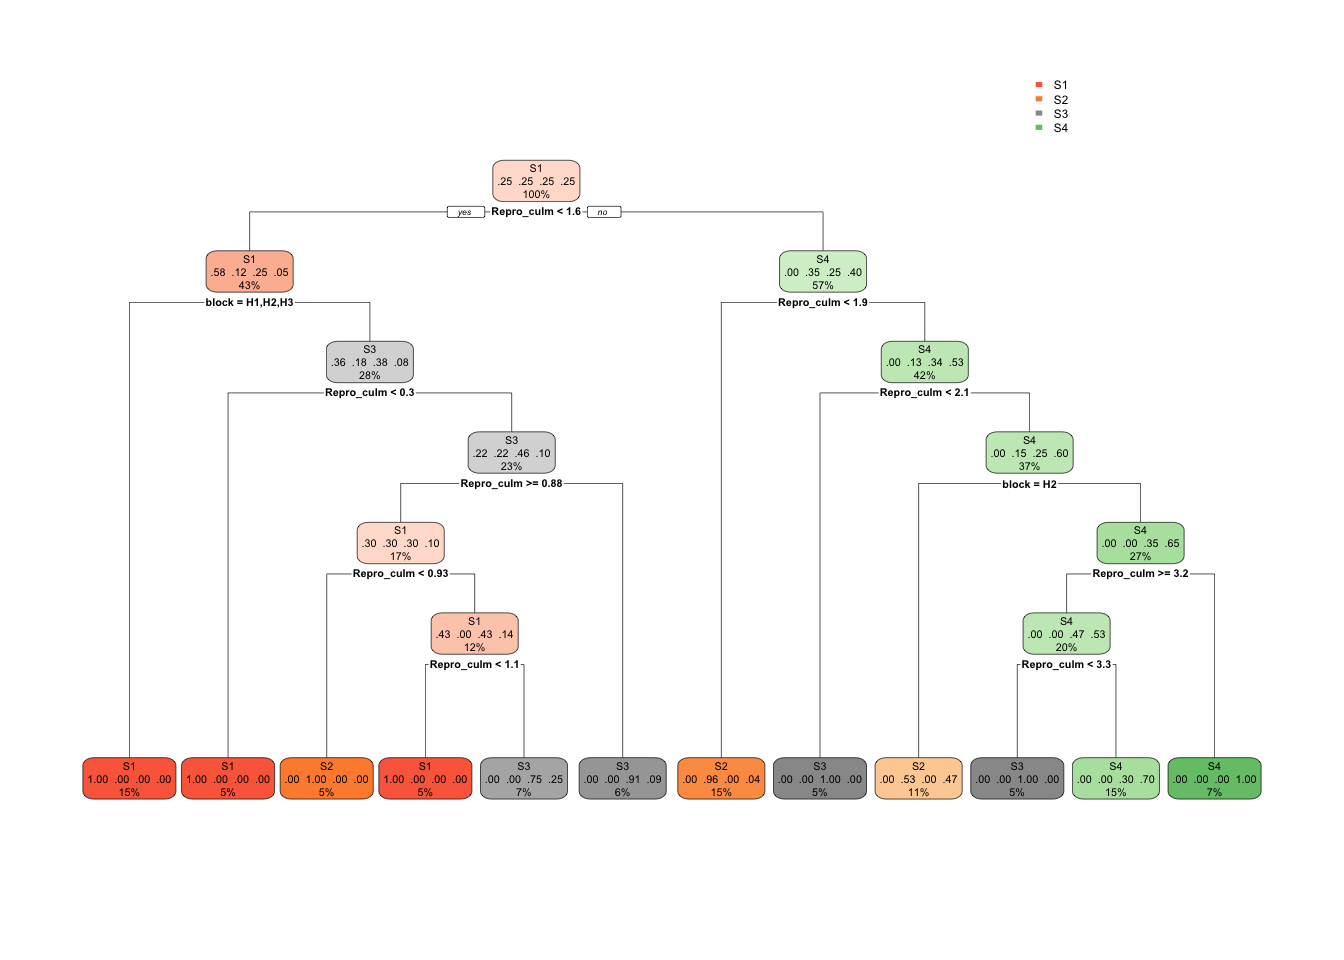 S1
S2
S3
S4
S1
.25 .25 .25 .25
100%
yes Repro_culm < 1.6 no
S1
.58 .12 .25 .05
43%
block = H1,H2,H3
S4
.00 .35 .25 .40
57%
Repro_culm < 1.9
S3
.36 .18 .38 .08
28%
Repro_culm < 0.3
S4
.00 .13 .34 .53
42%
Repro_culm < 2.1
S3
.22 .22 .46 .10
23%
Repro_culm >= 0.88
S4
.00 .15 .25 .60
37%
block = H2
S1
.30 .30 .30 .10
17%
Repro_culm < 0.93
S4
.00 .00 .35 .65
27%
Repro_culm >= 3.2
S1
.43 .00 .43 .14
12%
Repro_culm < 1.1
S4
.00 .00 .47 .53
20%
Repro_culm < 3.3
S1
1.00 .00 .00 .00
15%
S1
1.00 .00 .00 .00
5%
S2
.00 1.00 .00 .00
5%
S1
1.00 .00 .00 .00
5%
S3
.00 .00 .75 .25
7%
S3
.00 .00 .91 .09
6%
S2
.00 .96 .00 .04
15%
S3
.00 .00 1.00 .00
5%
S2
.00 .53 .00 .47
11%
S3
.00 .00 1.00 .00
5%
S4
.00 .00 .30 .70
15%
S4
.00 .00 .00 1.00
7%